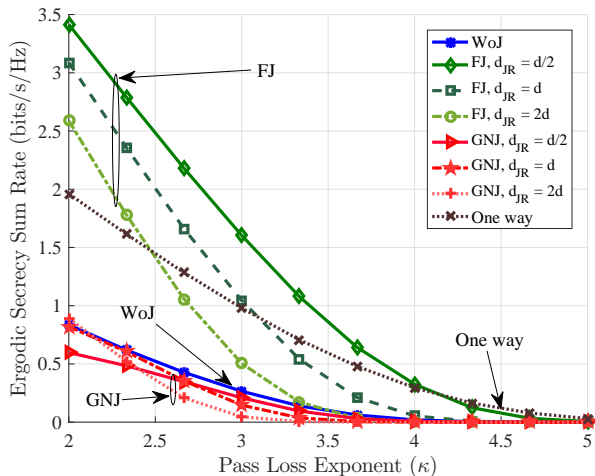 Ergodic Secrecy Sum Rate (bits/s/Hz)
3.5
3
2.5
2
1.5
1
0.5
0
FJ
WoJ
GNJ
One way
WoJ
FJ, d_JR = d/2
FJ, d_JR = d
FJ, d_JR = 2d
GNJ, d_JR = d/2
GNJ, d_JR = d
GNJ, d_JR = 2d
One way
2 2.5 3 3.5 4 4.5 5
Pass Loss Exponent (κ)